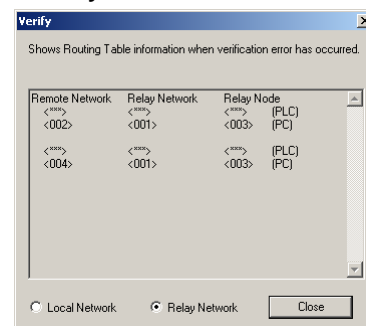 Verify
Shows Routing Table information when verification error has occurred.
Remote Network Relay Network Relay Node
<***> <***> <***> (PLC)
<002> <001> <003> (PC)
<***> <***> <***> (PLC)
<004> <001> <003> (PC)
Local Network Relay Network Close